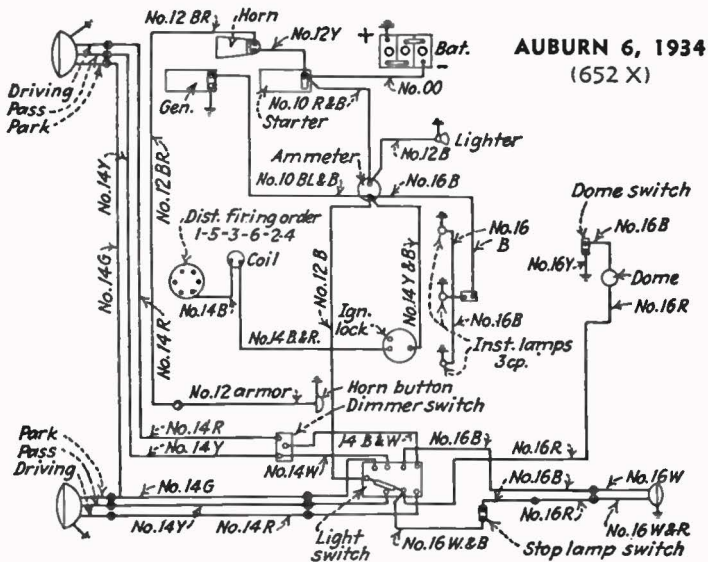 No.12 BR
Horn
No.12Y
+
Bat.
-
AUBURN 6, 1934
(652 X)
Driving
Pass
Park
Gen.
No.10 R&B
Starter
No.00
No.12B
Lighter
Ammeter
No.10 BL&B
No.16B
No.14Y
No.12BR
Dist. firing order
1-5-3-6-2-4
Coil
No.16
B
Dome switch
No.16B
No.16Y
Dome
No.16R
No.14G
No.14B
No.12B
No.14Y&BY
Ign.
lock
No.14B&R.
No.16B
Inst. lamps
3cp.
No.14R
No.12 armor
Horn button
Dimmer switch
No.14R
No.14Y
14 B&W
No.16B
No.16R
Park
Pass
Driving
No.14W
No.14G
No.16B
No.16W
No.14Y
No.14R
Light
switch
No.16 W.&B
No.16R
No.16 W&R
Stop lamp switch